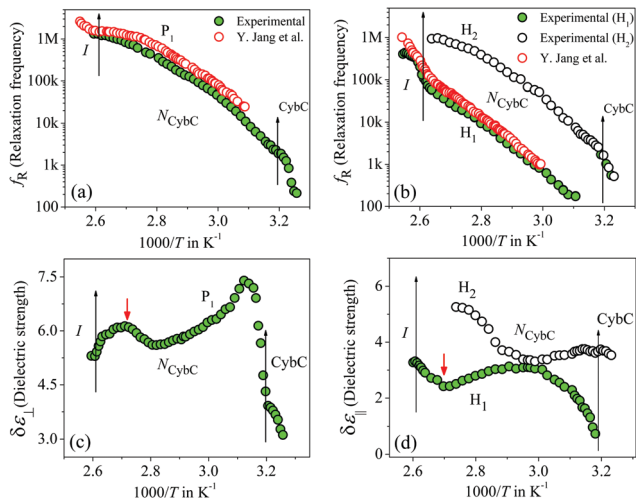 Experimental
Y. Jang et al.
P₁
I
N_CybC
CybC
(a)
f_R (Relaxation frequency)
1M
100k
10k
1k
100
2.6 2.8 3.0 3.2
1000/T in K⁻¹
Experimental (H₁)
Experimental (H₂)
Y. Jang et al.
H₂
I
N_CybC
CybC
H₁
(b)
f_R (Relaxation frequency)
1M
100k
10k
1k
100
2.6 2.8 3.0 3.2
1000/T in K⁻¹
P₁
I
N_CybC
CybC
(c)
δε⊥ (Dielectric strength)
7.5
6.0
4.5
3.0
2.6 2.8 3.0 3.2
1000/T in K⁻¹
H₂
I
N_CybC
CybC
H₁
(d)
δε∥ (Dielectric strength)
6
4
2
0
2.6 2.8 3.0 3.2
1000/T in K⁻¹